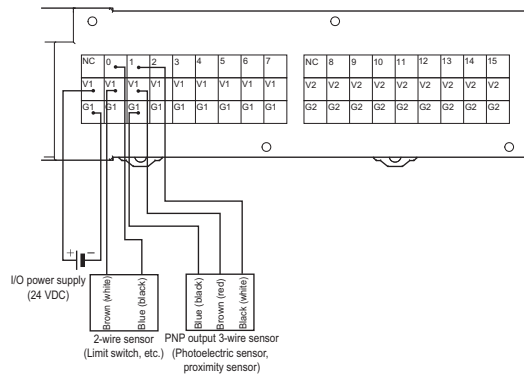 NC 0 1 2 3 4 5 6 7 NC 8 9 10 11 12 13 14 15
V1 V1 V1 V1 V1 V1 V1 V1 V1 V2 V2 V2 V2 V2 V2 V2 V2 V2
G1 G1 G1 G1 G1 G1 G1 G1 G1 G2 G2 G2 G2 G2 G2 G2 G2 G2
+ −
I/O power supply
(24 VDC)
Brown (white)
Blue (black)
Blue (black)
Brown (red)
Black (white)
2-wire sensor
(Limit switch, etc.)
PNP output 3-wire sensor
(Photoelectric sensor,
proximity sensor)